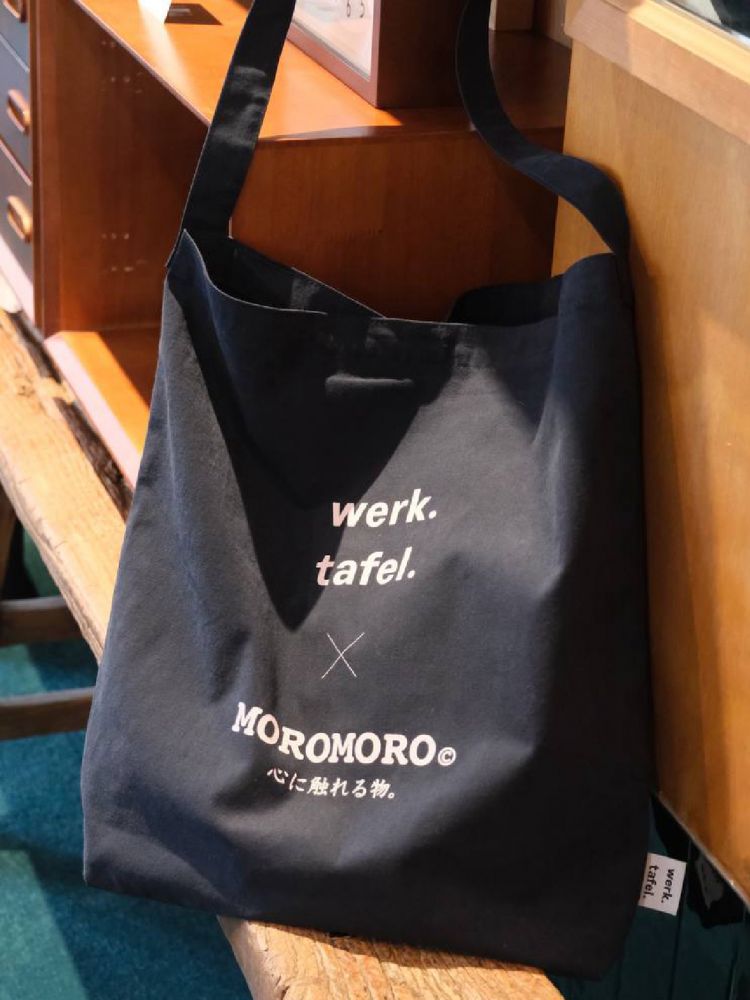 werk.
tafel.
×
MOROMORO©
心に触れる物。
werk.
tafel.